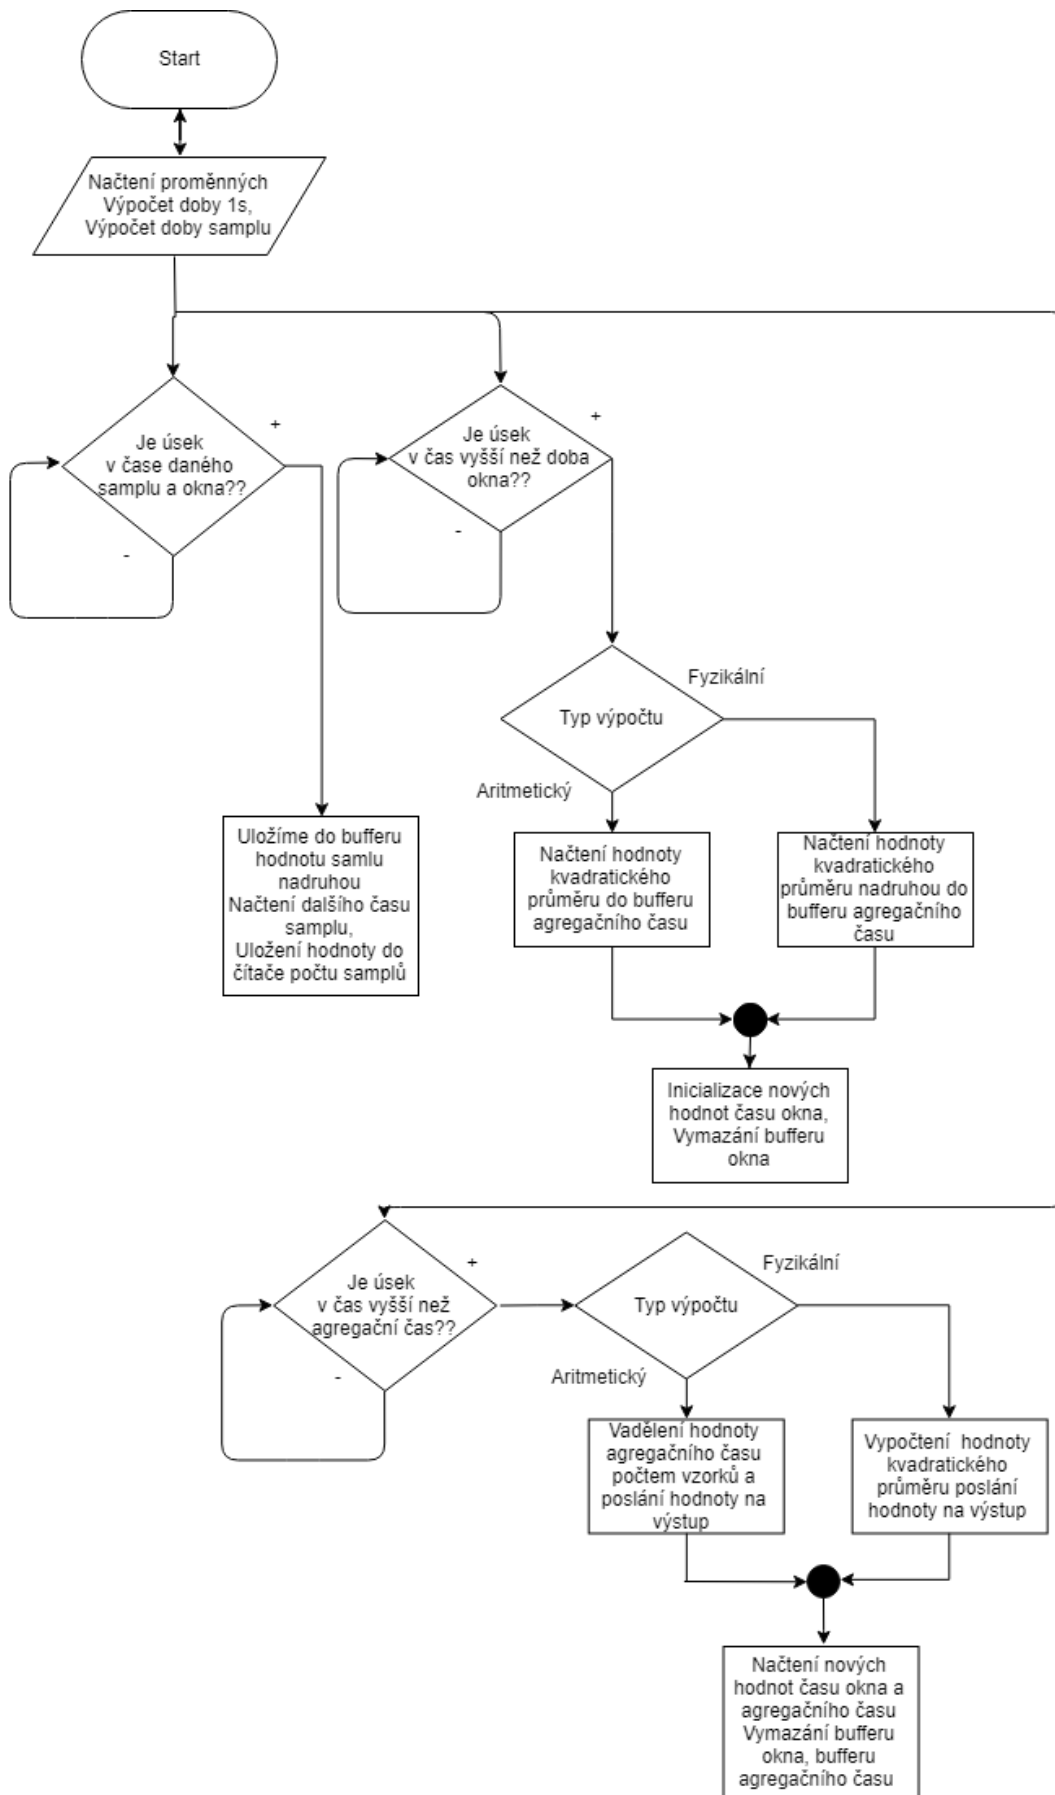 Start
Načtení proměnných
Výpočet doby 1s,
Výpočet doby samplu
+
Je úsek
v čase daného
samplu a okna??
-
+
Je úsek
v čas vyšší než doba
okna??
-
Fyzikální
Typ výpočtu
Aritmetický
Uložíme do bufferu
hodnotu samlu
nadruhou
Načtení dalšího času
samplu,
Uložení hodnoty do
čítače počtu samplů
Načtení hodnoty
kvadratického
průměru do bufferu
agregačního času
Načtení hodnoty
kvadratického
průměru nadruhou do
bufferu agregačního
času
Inicializace nových
hodnot času okna,
Vymazání bufferu
okna
+
Je úsek
v čas vyšší než
agregační čas??
-
Fyzikální
Typ výpočtu
Aritmetický
Vadělení hodnoty
agregačního času
počtem vzorků a
poslání hodnoty na
výstup
Vypočtení hodnoty
kvadratického
průměru poslání
hodnoty na výstup
Načtení nových
hodnot času okna a
agregačního času
Vymazání bufferu
okna, bufferu
agregačního času